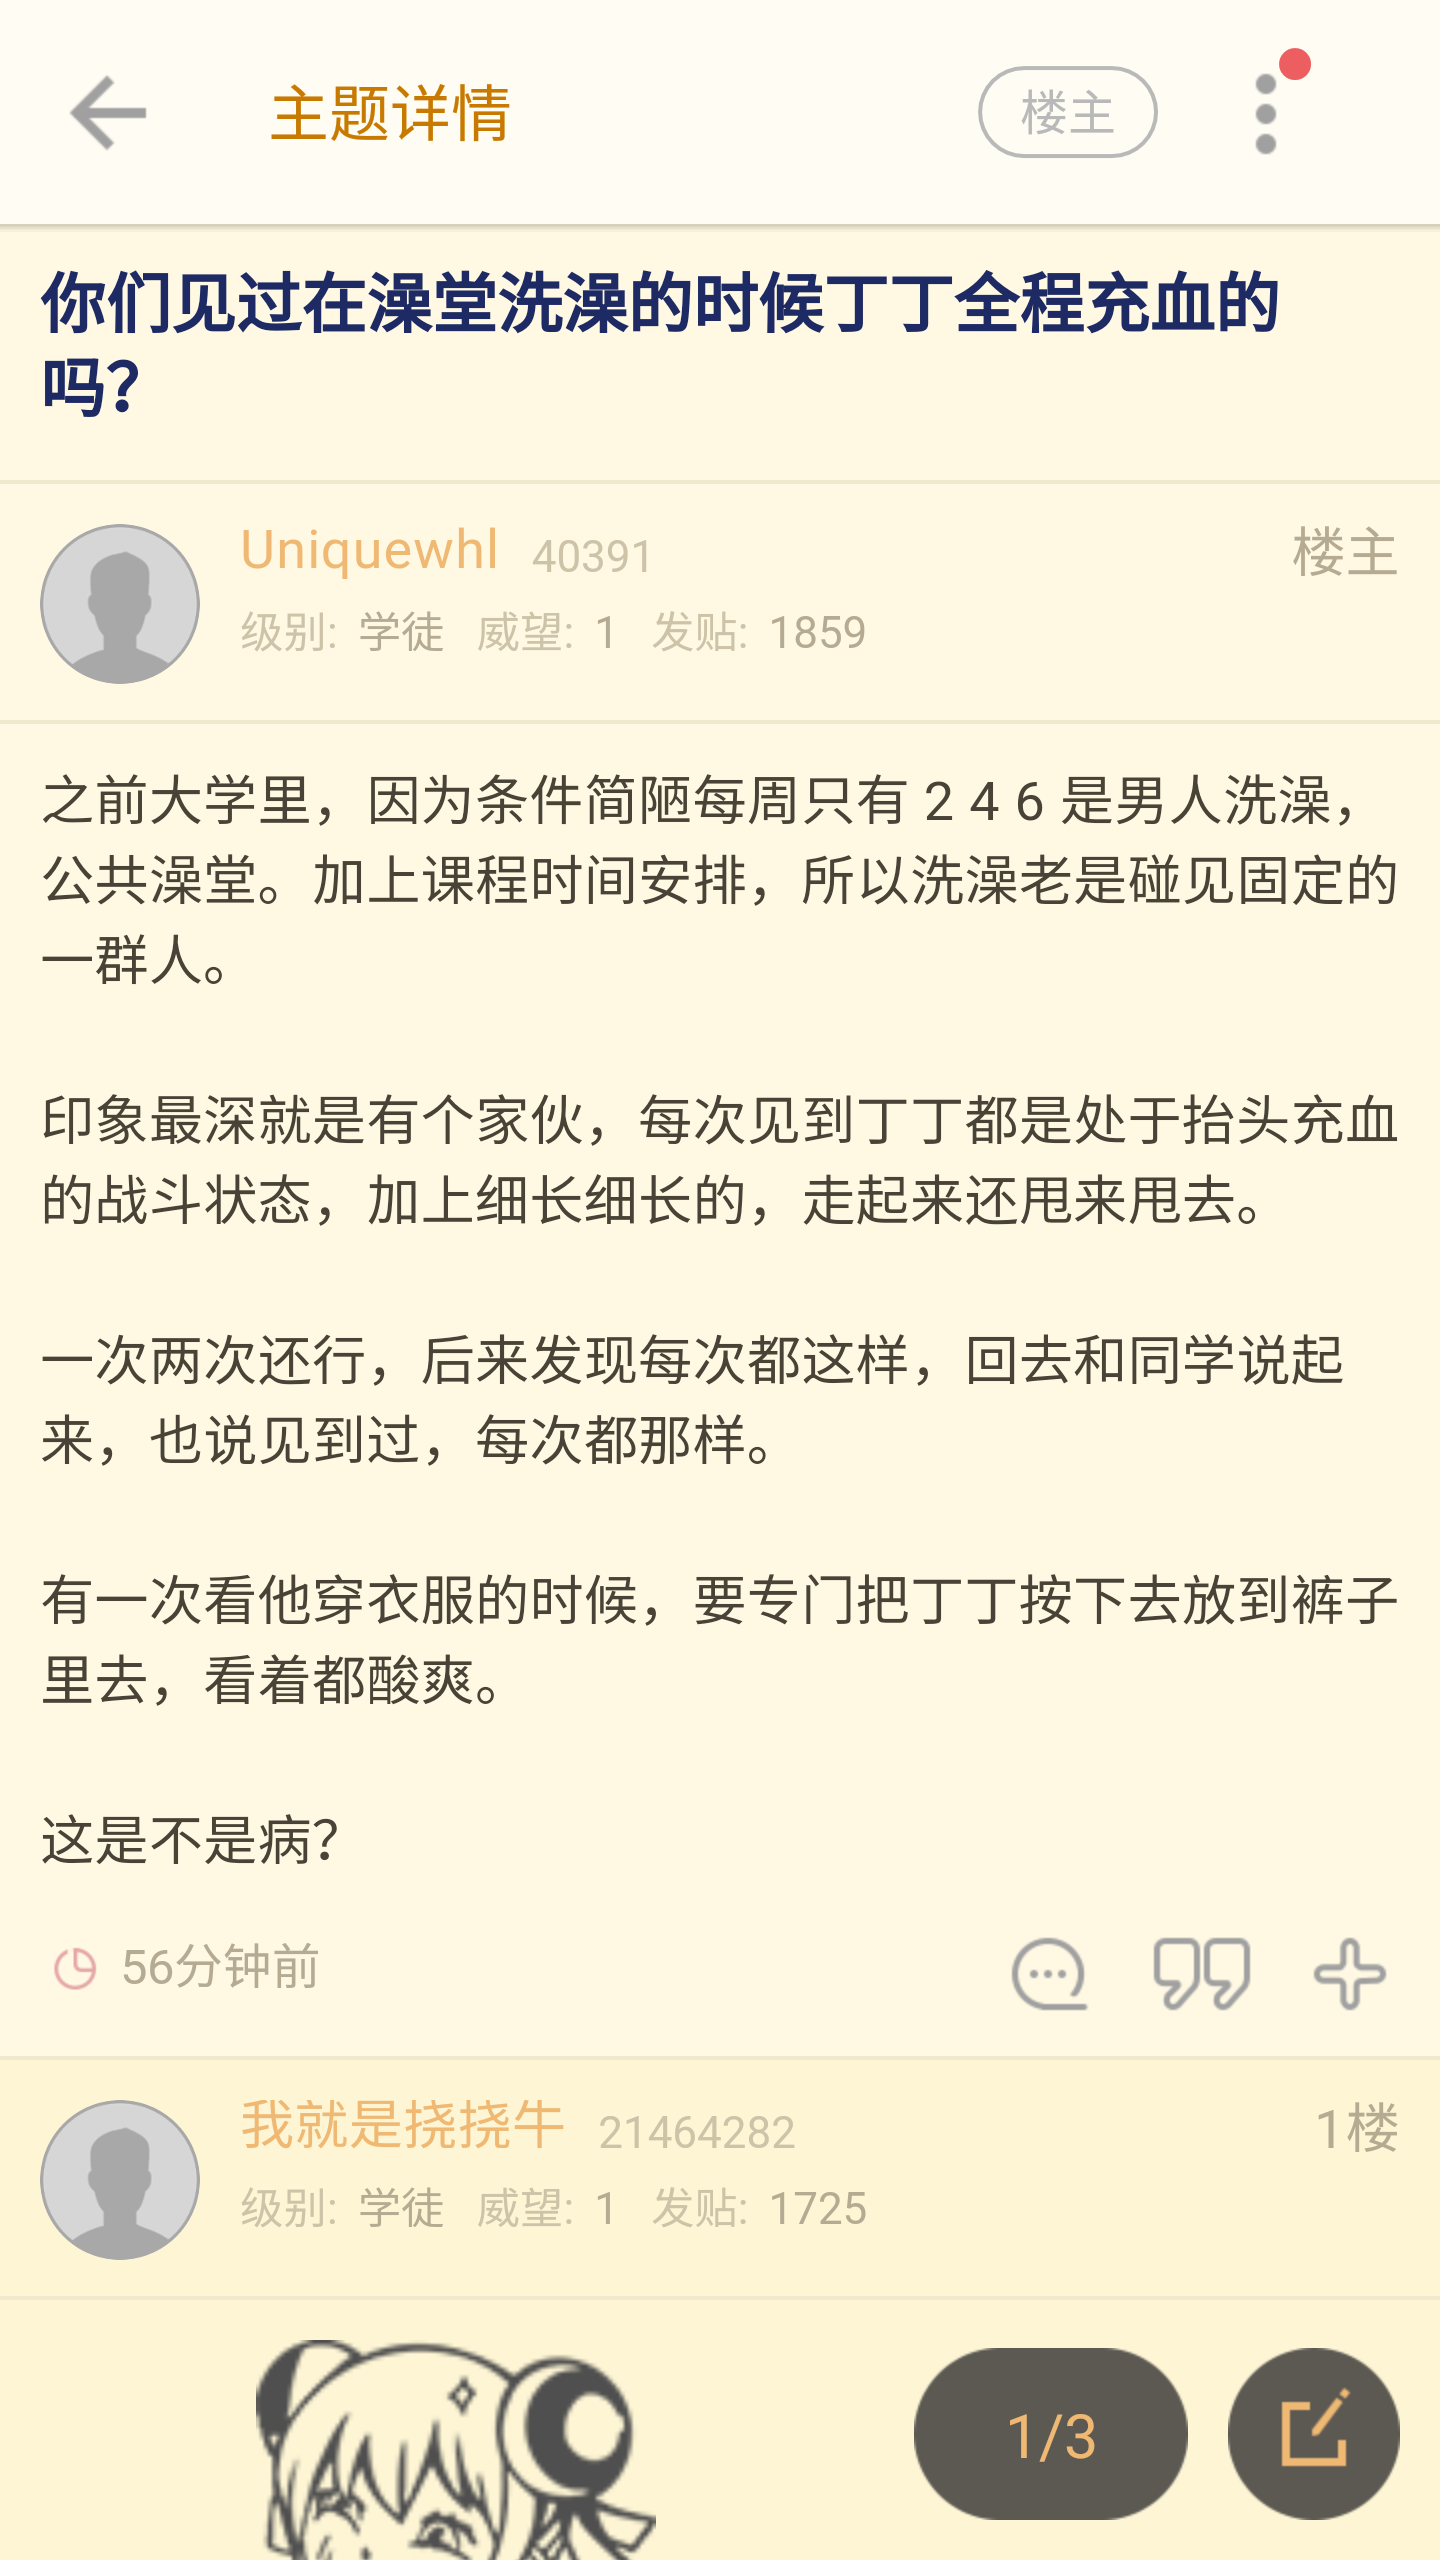 主题详情
楼主
你们见过在澡堂洗澡的时候丁丁全程充血的
吗？
Uniquewhl 40391
楼主
级别: 学徒 威望: 1 发贴: 1859
之前大学里，因为条件简陋每周只有 2 4 6 是男人洗澡，
公共澡堂。加上课程时间安排，所以洗澡老是碰见固定的
一群人。
印象最深就是有个家伙，每次见到丁丁都是处于抬头充血
的战斗状态，加上细长细长的，走起来还甩来甩去。
一次两次还行，后来发现每次都这样，回去和同学说起
来，也说见到过，每次都那样。
有一次看他穿衣服的时候，要专门把丁丁按下去放到裤子
里去，看着都酸爽。
这是不是病？
56分钟前
我就是挠挠牛 21464282
1楼
级别: 学徒 威望: 1 发贴: 1725
1/3